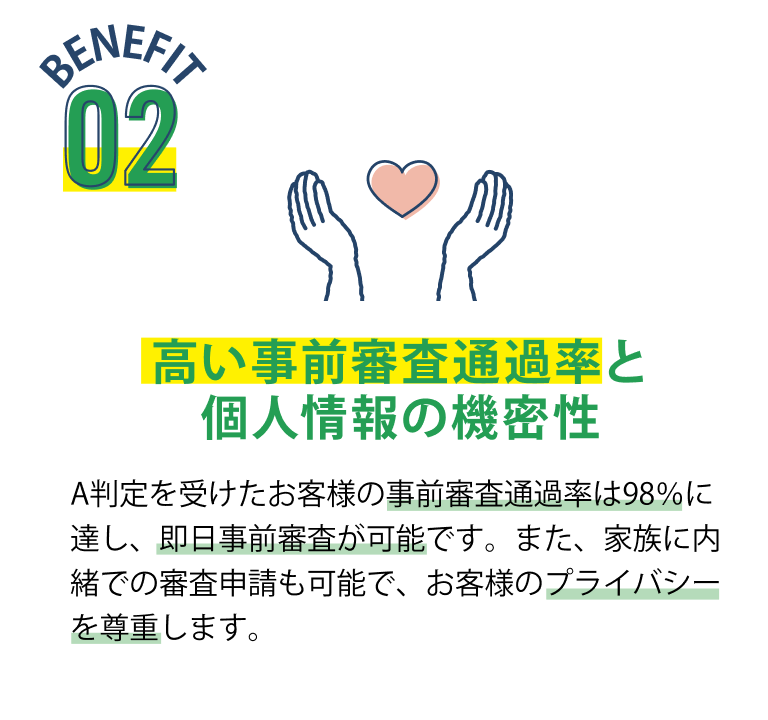 BENEFIT
02
高い事前審査通過率と
個人情報の機密性
A判定を受けたお客様の事前審査通過率は98%に
達し、即日事前審査が可能です。また、家族に内
緒での審査申請も可能で、お客様のプライバシー
を尊重します。